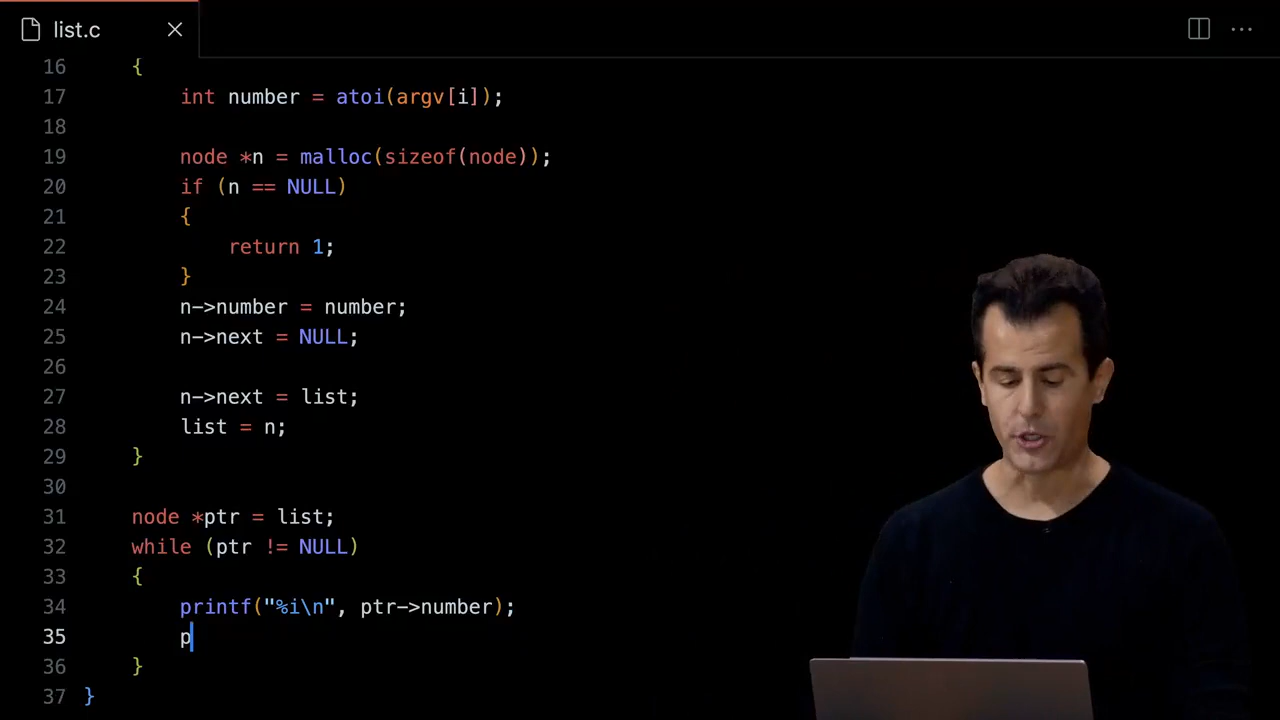 list.c
16 {
17 int number = atoi(argv[i]);
18
19 node *n = malloc(sizeof(node));
20 if (n == NULL)
21 {
22 return 1;
23 }
24 n->number = number;
25 n->next = NULL;
26
27 n->next = list;
28 list = n;
29 }
30
31 node *ptr = list;
32 while (ptr != NULL)
33 {
34 printf("%i\n", ptr->number);
35 p
36 }
37 }